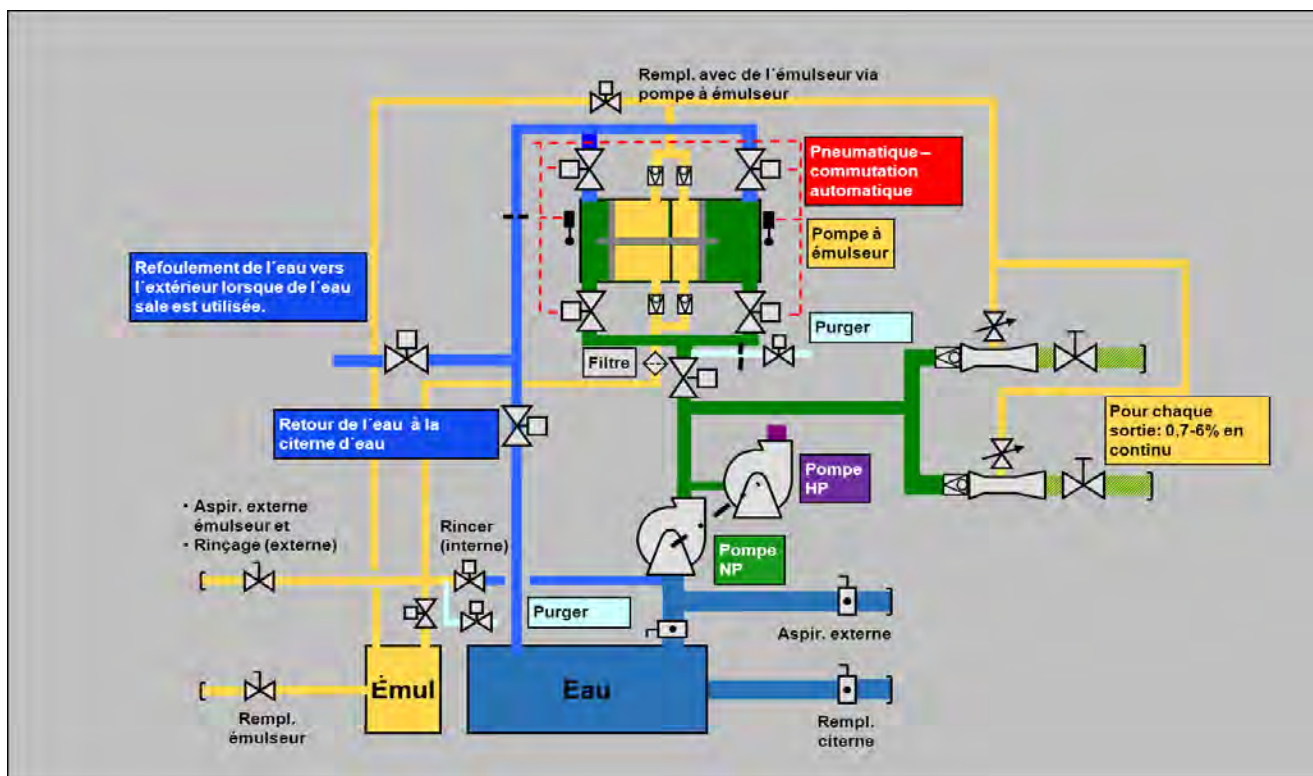 Rempl. avec de l´émulseur via
pompe à émulseur
Pneumatique –
commutation
automatique
Pompe à
émulseur
Refoulement de l´eau vers
l´extérieur lorsque de l´eau
sale est utilisée.
Purger
Filtre
Retour de l´eau à la
citerne d´eau
Pour chaque
sortie: 0,7-6% en
continu
Pompe
HP
• Aspir. externe
émulseur et
• Rinçage (externe)
Rincer
(interne)
Pompe
NP
Purger
Aspir. externe
Émul
Eau
Rempl.
émulseur
Rempl.
citerne